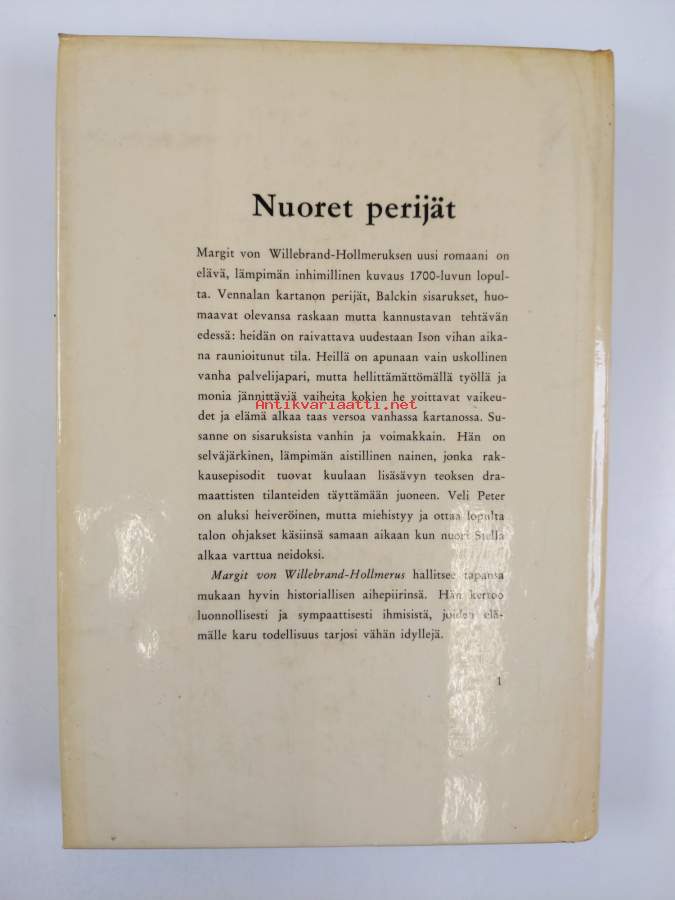 Nuoret perijät
Margit von Willebrand-Hollmeruksen uusi romaani on
elävä, lämpimän inhimillinen kuvaus 1700-luvun lopul-
ta. Vennalan kartanon perijät, Balckin sisarukset, huo-
maavat olevansa raskaan mutta kannustavan tehtävän
edessä: heidän on raivattava uudestaan Ison vihan aika-
na raunioitunut tila. Heillä on apunaan vain uskollinen
vanha palvelijapari, mutta hellittämättömällä työllä ja
monia jännittäviä vaiheita kokien he voittavat vaikeu-
Antikvariaatti.net
det ja elämä alkaa taas versoa vanhassa kartanossa. Su-
sanne on sisaruksista vanhin ja voimakkain. Hän on
selväjärkinen, lämpimän aistillinen nainen, jonka rak-
kausepisodit tuovat kuulaan lisäsävyn teoksen dra-
maattisten tilanteiden täyttämään juoneen. Veli Peter
on aluksi heiveröinen, mutta miehistyy ja ottaa lopulta
talon ohjakset käsiinsä samaan aikaan kun nuori Stella
alkaa varttua neidoksi.
Margit von Willebrand-Hollmerus hallitsee tapansa
mukaan hyvin historiallisen aihepiirinsä. Hän kertoo
luonnollisesti ja sympaattisesti ihmisistä, joiden elä-
mälle karu todellisuus tarjosi vähän idyllejä.
1